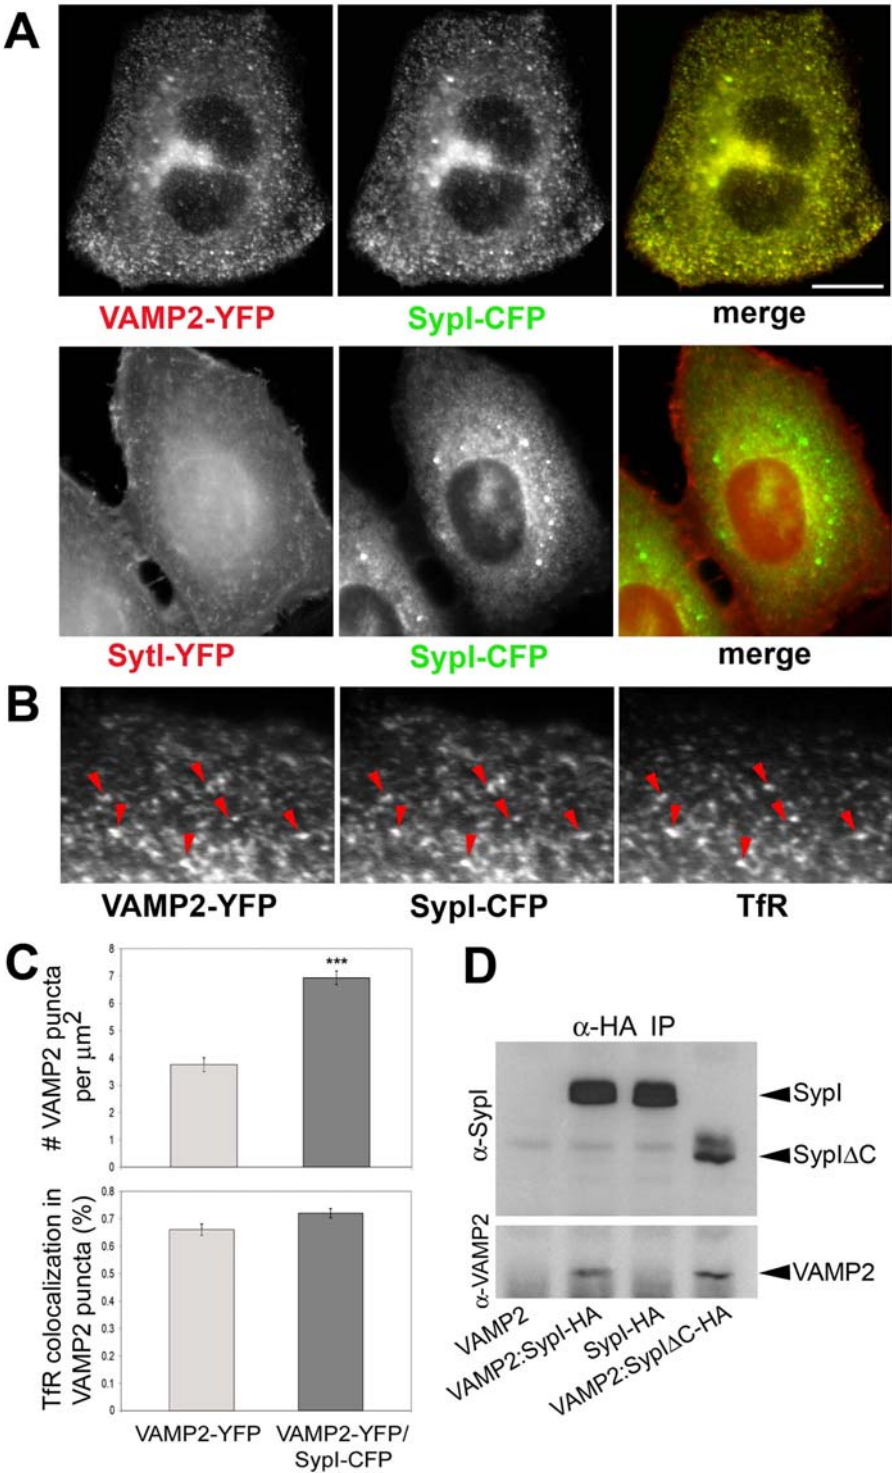 A
VAMP2-YFP
SypI-CFP
merge
SytI-YFP
SypI-CFP
merge
B
VAMP2-YFP
SypI-CFP
TfR
C
# VAMP2 puncta
per µm2
8
7
6
5
4
3
2
1
0
***
TfR colocalization in
VAMP2 puncta (%)
0.8
0.7
0.6
0.5
0.4
0.3
0.2
0.1
0
VAMP2-YFP
VAMP2-YFP/
SypI-CFP
D
α-HA IP
α-SypI
SypI
SypIΔC
α-VAMP2
VAMP2
VAMP2
VAMP2:SypI-HA
SypI-HA
VAMP2:SypIΔC-HA